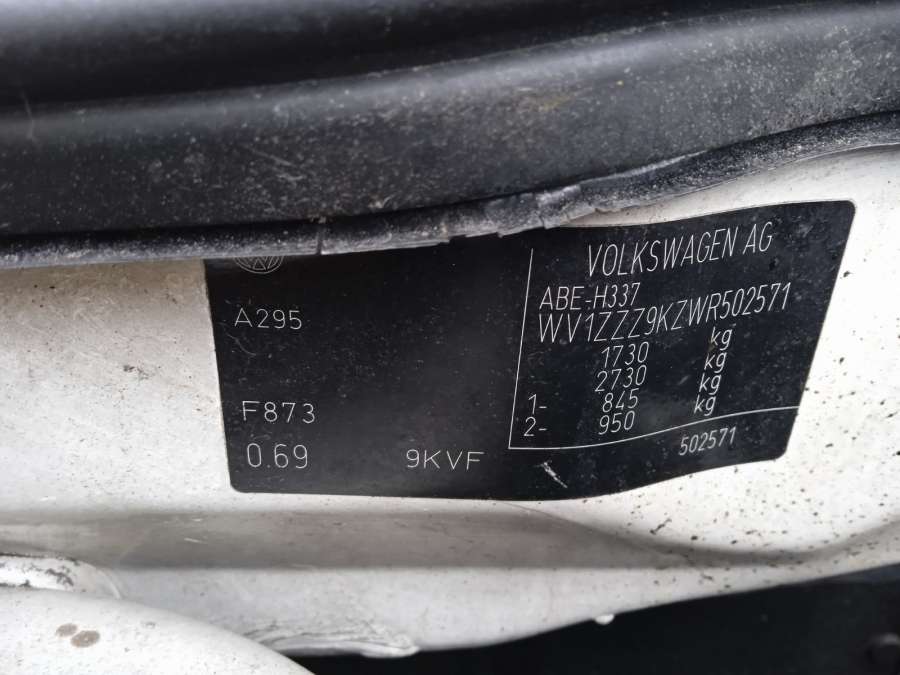 VOLKSWAGEN AG
ABE-H337
WV1ZZZ9KZWR502571
1730 kg
2730 kg
1- 845 kg
2- 950 kg
A295
F873
0.69 9KVF
502571